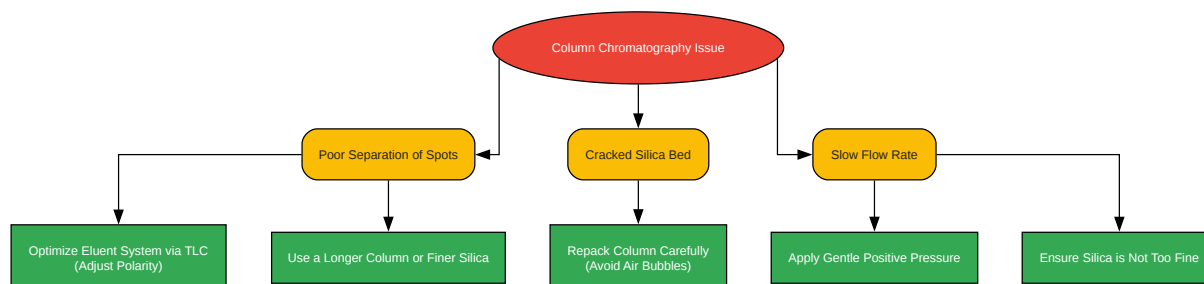 Column Chromatography Issue
Poor Separation of Spots
Cracked Silica Bed
Slow Flow Rate
Optimize Eluent System via TLC
(Adjust Polarity)
Use a Longer Column or Finer Silica
Repack Column Carefully
(Avoid Air Bubbles)
Apply Gentle Positive Pressure
Ensure Silica is Not Too Fine